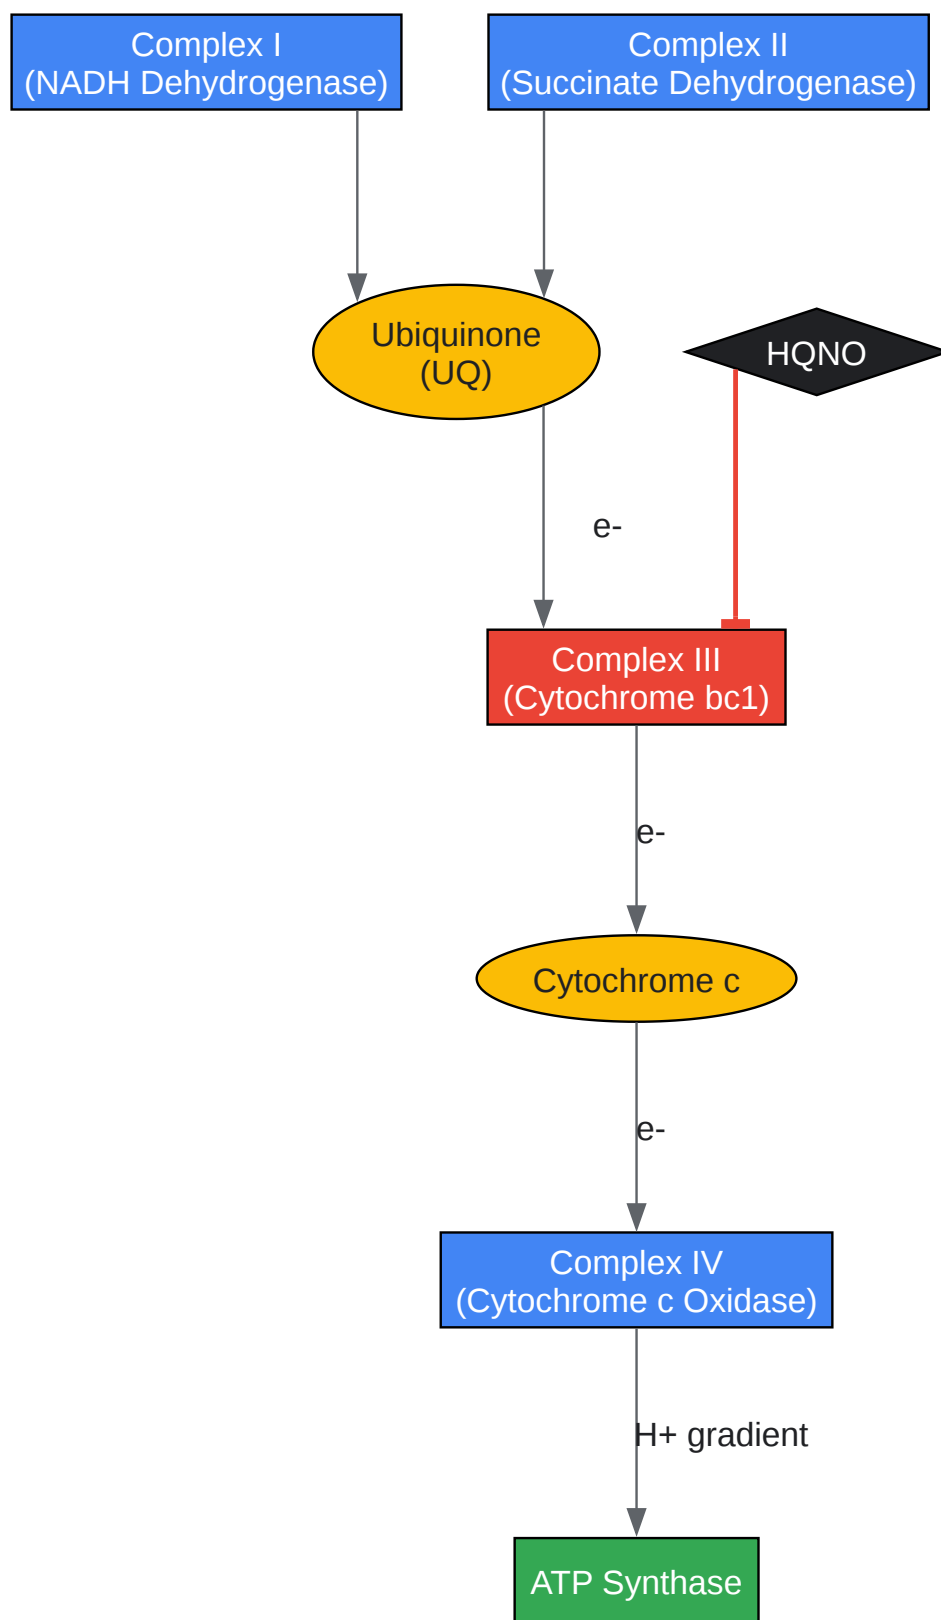 Complex I
(NADH Dehydrogenase)
Complex II
(Succinate Dehydrogenase)
Ubiquinone
(UQ)
HQNO
e-
Complex III
(Cytochrome bc1)
e-
Cytochrome c
e-
Complex IV
(Cytochrome c Oxidase)
H+ gradient
ATP Synthase